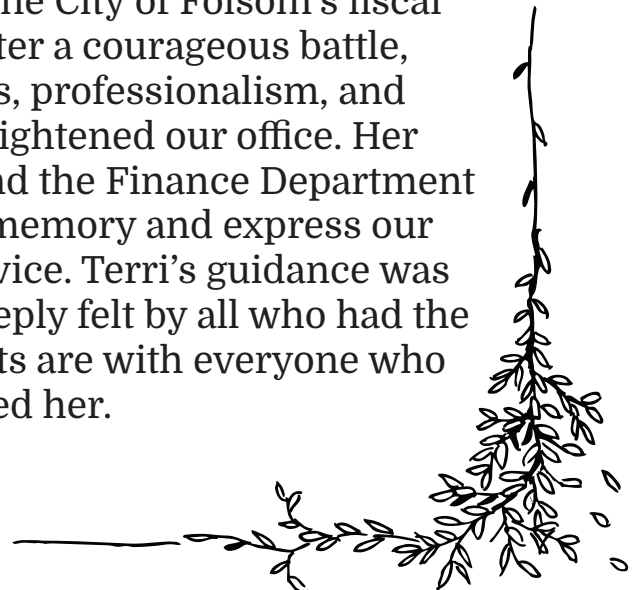 he City of Folsom's fiscal
ter a courageous battle,
s, professionalism, and
ightened our office. Her
nd the Finance Department
memory and express our
vice. Terri’s guidance was
eply felt by all who had the
ts are with everyone who
ed her.